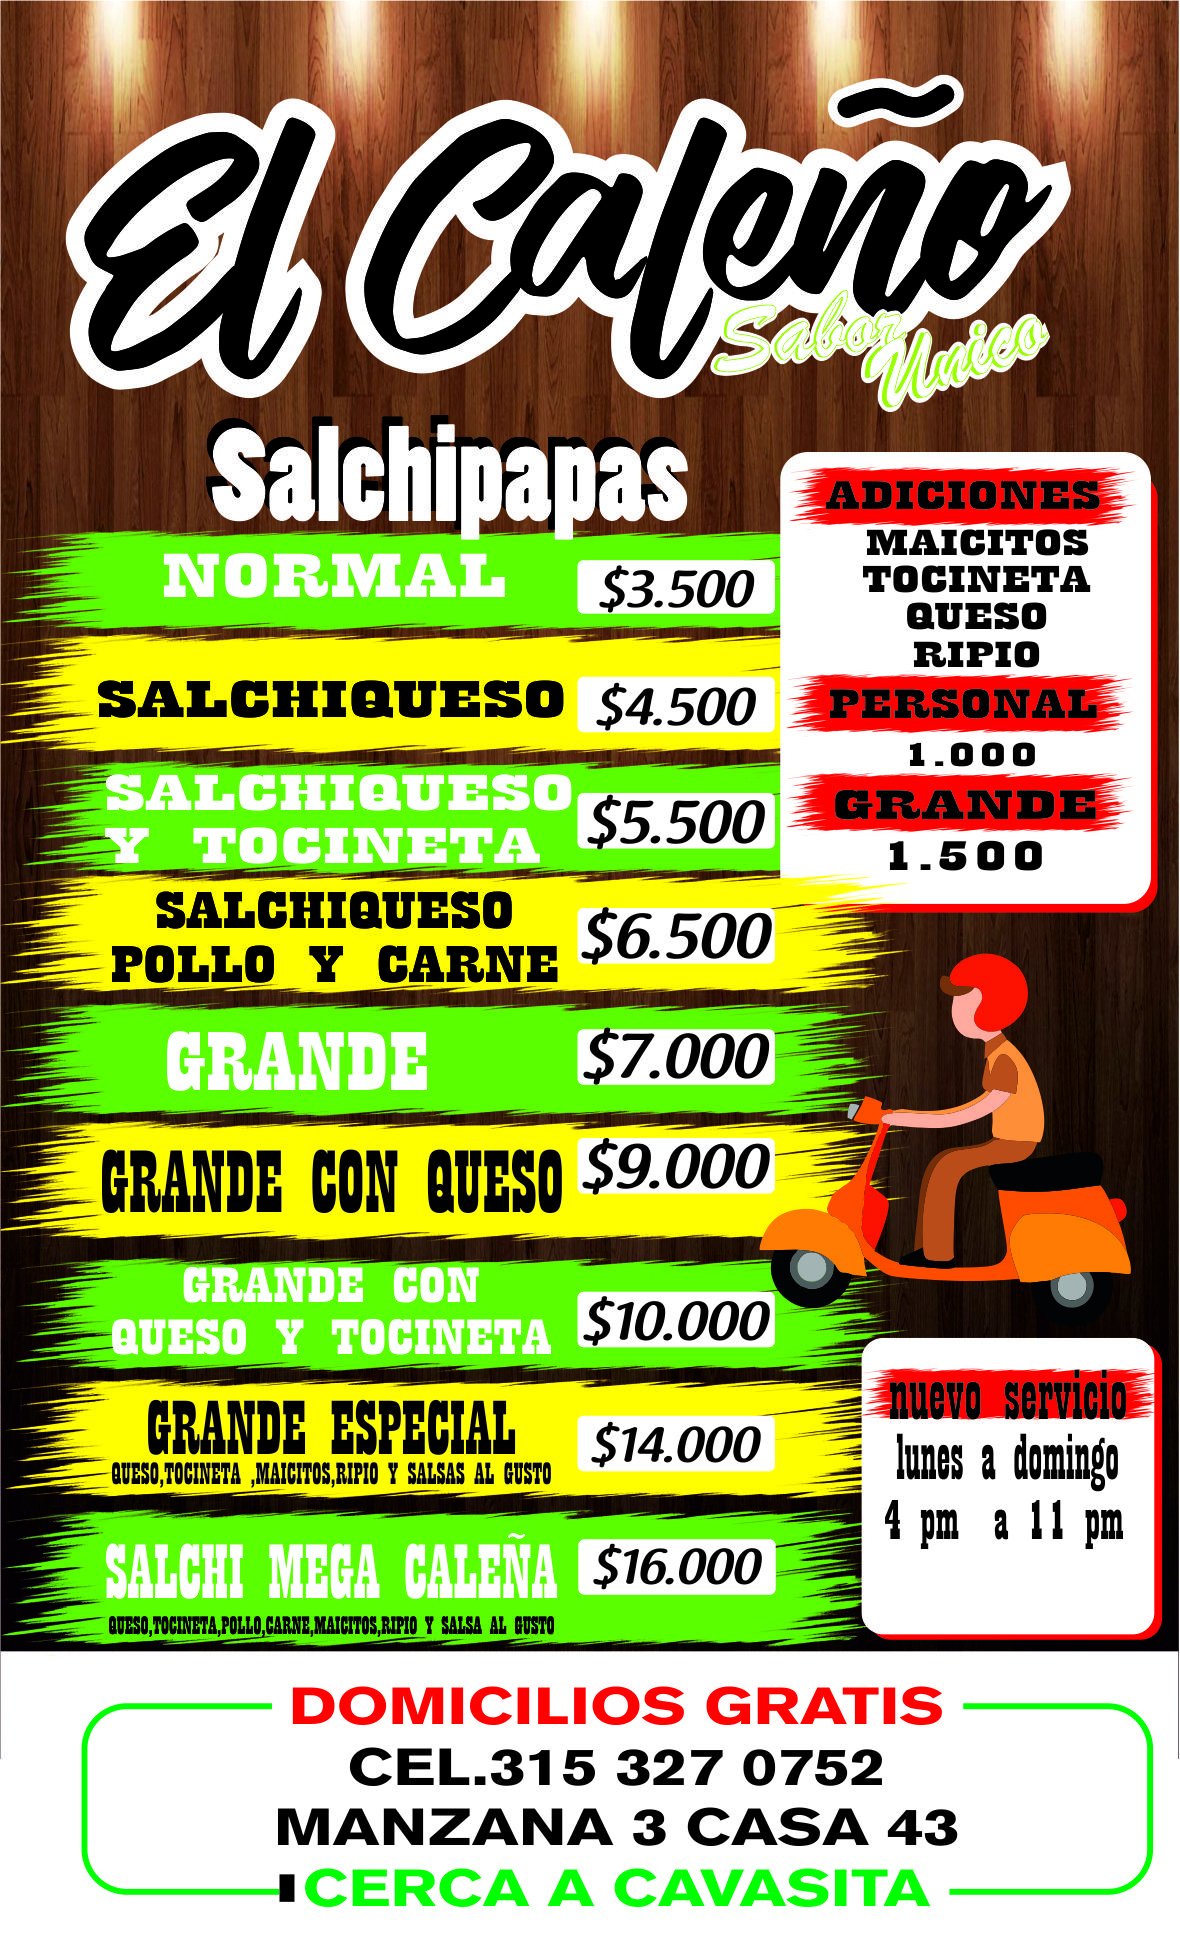 El Caleño
Sabor
Unico
Salchipapas
NORMAL $3.500
SALCHIQUESO $4.500
SALCHIQUESO
Y TOCINETA $5.500
SALCHIQUESO
POLLO Y CARNE $6.500
GRANDE $7.000
GRANDE CON QUESO $9.000
GRANDE CON
QUESO Y TOCINETA $10.000
GRANDE ESPECIAL $14.000
QUESO,TOCINETA ,MAICITOS,RIPIO Y SALSAS AL GUSTO
SALCHI MEGA CALEÑA $16.000
QUESO,TOCINETA,POLLO,CARNE,MAICITOS,RIPIO Y SALSA AL GUSTO
ADICIONES
MAICITOS
TOCINETA
QUESO
RIPIO
PERSONAL
1.000
GRANDE
1.500
nuevo servicio
lunes a domingo
4 pm a 11 pm
DOMICILIOS GRATIS
CEL.315 327 0752
MANZANA 3 CASA 43
CERCA A CAVASITA